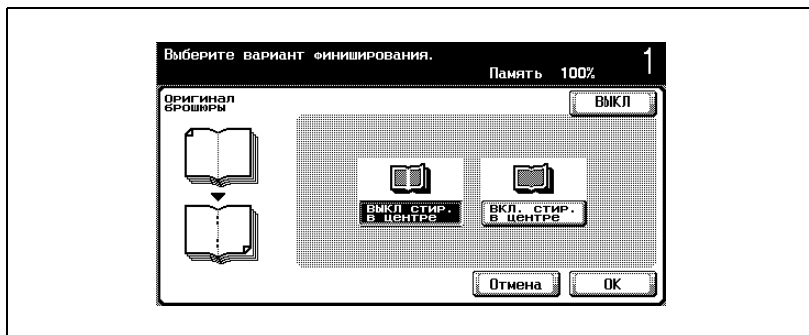 Выберите вариант финиширования.
Память 100% 1
Оригинал
брошюры
ВЫКЛ
ВЫКЛ стир.
в центре
ВКЛ. стир.
в центре
Отмена
OK